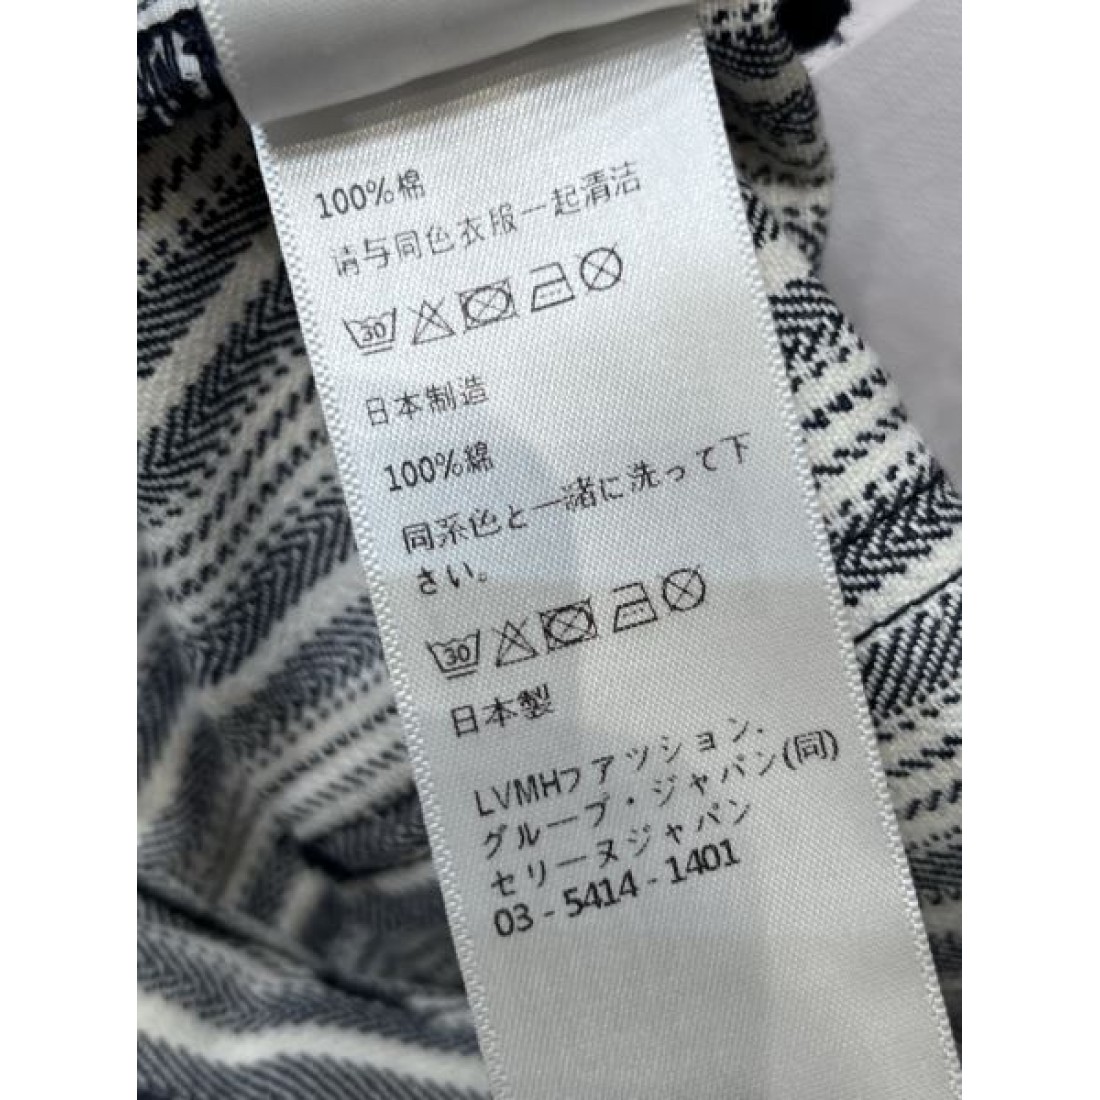 100%棉
请与同色衣服一起清洁
30
日本制造
100%綿
同系色と一緒に洗って下
さい。
30
日本製
LVMHファツション.
グループ・ジャパン(同)
セリーヌジャパン
03 - 5414 - 1401